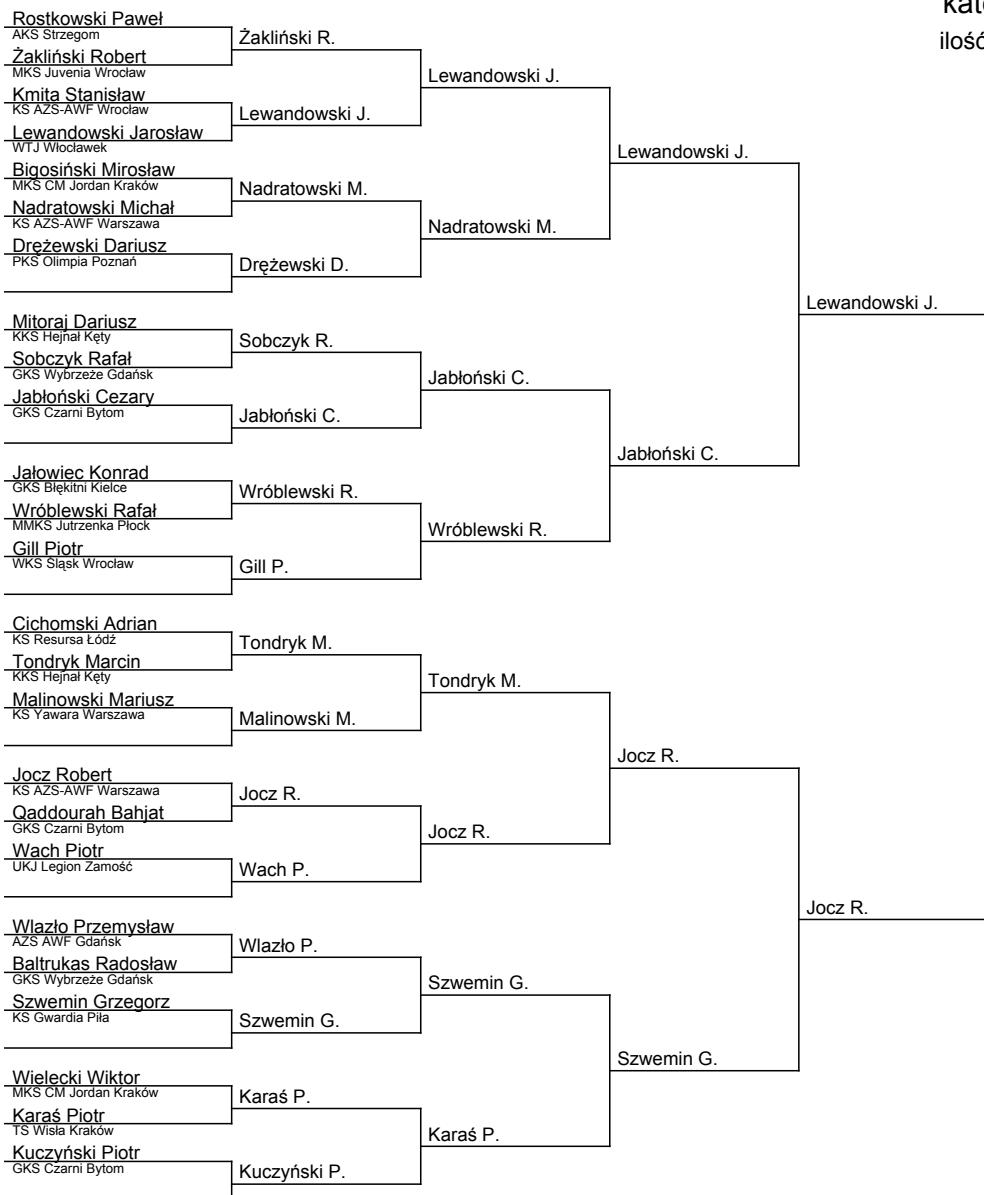 Rostkowski Paweł
AKS Strzegom
Żakliński Robert
MKS Juvenia Wrocław
Kmita Stanisław
KS AZS-AWF Wrocław
Lewandowski Jarosław
WTJ Włocławek
Bigosiński Mirosław
MKS CM Jordan Kraków
Nadratowski Michał
KS AZS-AWF Warszawa
Drężewski Dariusz
PKS Olimpia Poznań
Mitoraj Dariusz
KKS Hejnał Kęty
Sobczyk Rafał
GKS Wybrzeże Gdańsk
Jabłoński Cezary
GKS Czarni Bytom
Jałowiec Konrad
GKS Błękitni Kielce
Wróblewski Rafał
MMKS Jutrzenka Płock
Gill Piotr
WKS Śląsk Wrocław
Cichomski Adrian
KS Resursa Łódź
Tondryk Marcin
KKS Hejnał Kęty
Malinowski Mariusz
KS Yawara Warszawa
Jocz Robert
KS AZS-AWF Warszawa
Qaddourah Bahjat
GKS Czarni Bytom
Wach Piotr
UKJ Legion Zamość
Wlazło Przemysław
AZS AWF Gdańsk
Baltrukas Radosław
GKS Wybrzeże Gdańsk
Szwemin Grzegorz
KS Gwardia Piła
Wielecki Wiktor
MKS CM Jordan Kraków
Karaś Piotr
TS Wisła Kraków
Kuczyński Piotr
GKS Czarni Bytom
Żakliński R.
Lewandowski J.
Nadratowski M.
Drężewski D.
Sobczyk R.
Jabłoński C.
Wróblewski R.
Gill P.
Tondryk M.
Malinowski M.
Jocz R.
Wach P.
Wlazło P.
Szwemin G.
Karaś P.
Kuczyński P.
Lewandowski J.
Nadratowski M.
Jabłoński C.
Wróblewski R.
Tondryk M.
Jocz R.
Szwemin G.
Karaś P.
Lewandowski J.
Jabłoński C.
Jocz R.
Szwemin G.
Lewandowski J.
Jocz R.
ilość